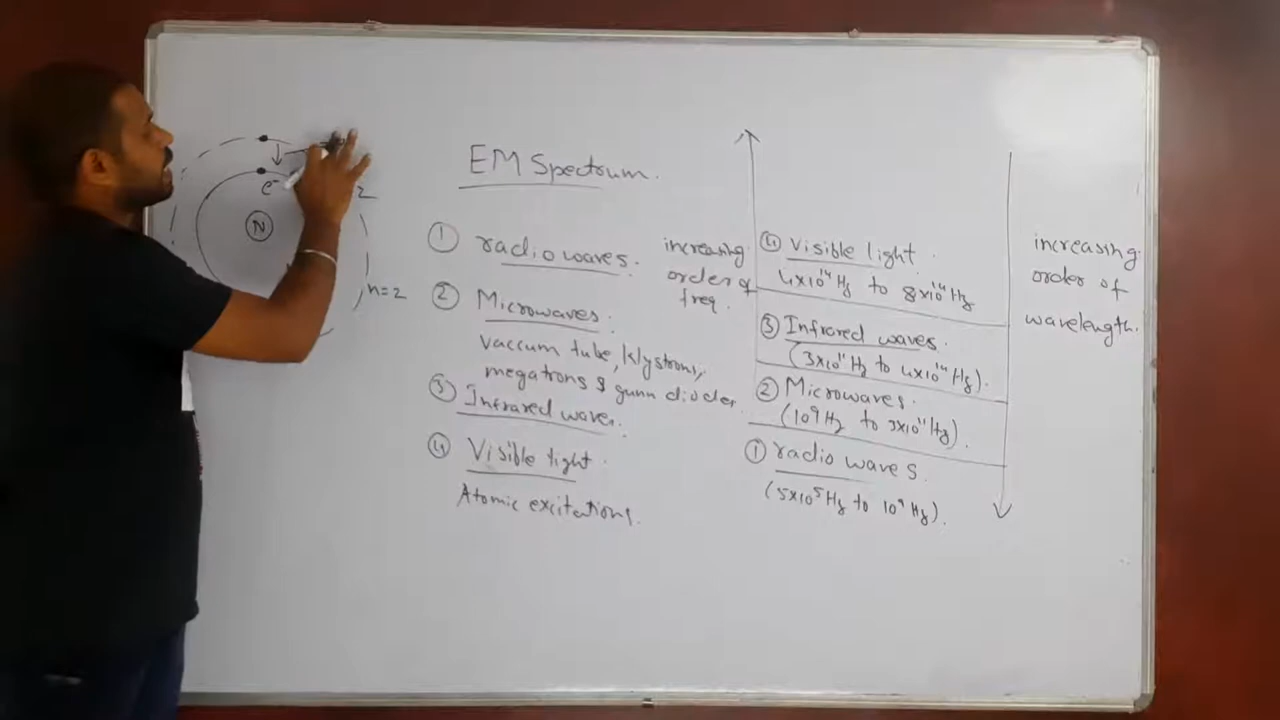 e-
N
2
n=2
EM Spectrum.
① radio waves.
② Microwaves.
vaccum tube, klystrons,
megatrons & gunn diodes.
③ Infrared waves.
④ Visible light.
Atomic excitations.
increasing
order of
freq.
④ Visible light.
4x10¹⁴ Hz to 8x10¹⁴ Hz
③ Infrared waves.
(3x10¹¹ Hz to 4x10¹⁴ Hz).
② Microwaves.
(10⁹ Hz to 3x10¹¹ Hz).
① radio waves.
(5x10⁵ Hz to 10⁹ Hz).
increasing
order of
wavelength.